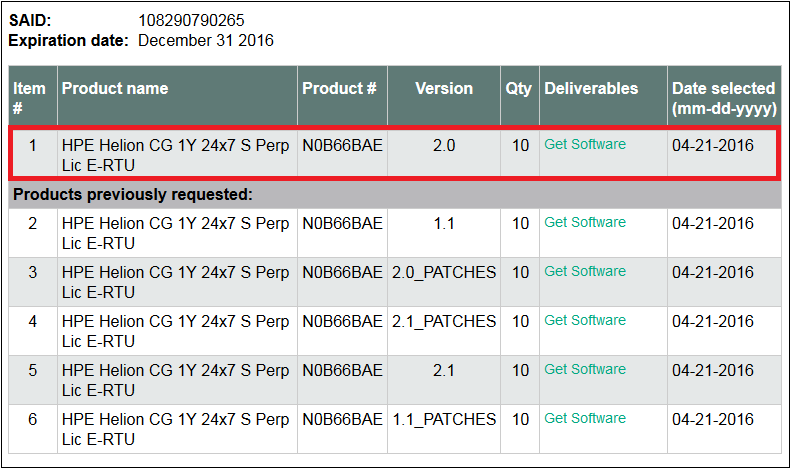 SAID: 108290790265
Expiration date: December 31 2016
Item # Product name Product # Version Qty Deliverables Date selected (mm-dd-yyyy)
1 HPE Helion CG 1Y 24x7 S Perp N0B66BAE 2.0 10 Get Software 04-21-2016
Lic E-RTU
Products previously requested:
2 HPE Helion CG 1Y 24x7 S Perp N0B66BAE 1.1 10 Get Software 04-21-2016
Lic E-RTU
3 HPE Helion CG 1Y 24x7 S Perp N0B66BAE 2.0_PATCHES 10 Get Software 04-21-2016
Lic E-RTU
4 HPE Helion CG 1Y 24x7 S Perp N0B66BAE 2.1_PATCHES 10 Get Software 04-21-2016
Lic E-RTU
5 HPE Helion CG 1Y 24x7 S Perp N0B66BAE 2.1 10 Get Software 04-21-2016
Lic E-RTU
6 HPE Helion CG 1Y 24x7 S Perp N0B66BAE 1.1_PATCHES 10 Get Software 04-21-2016
Lic E-RTU